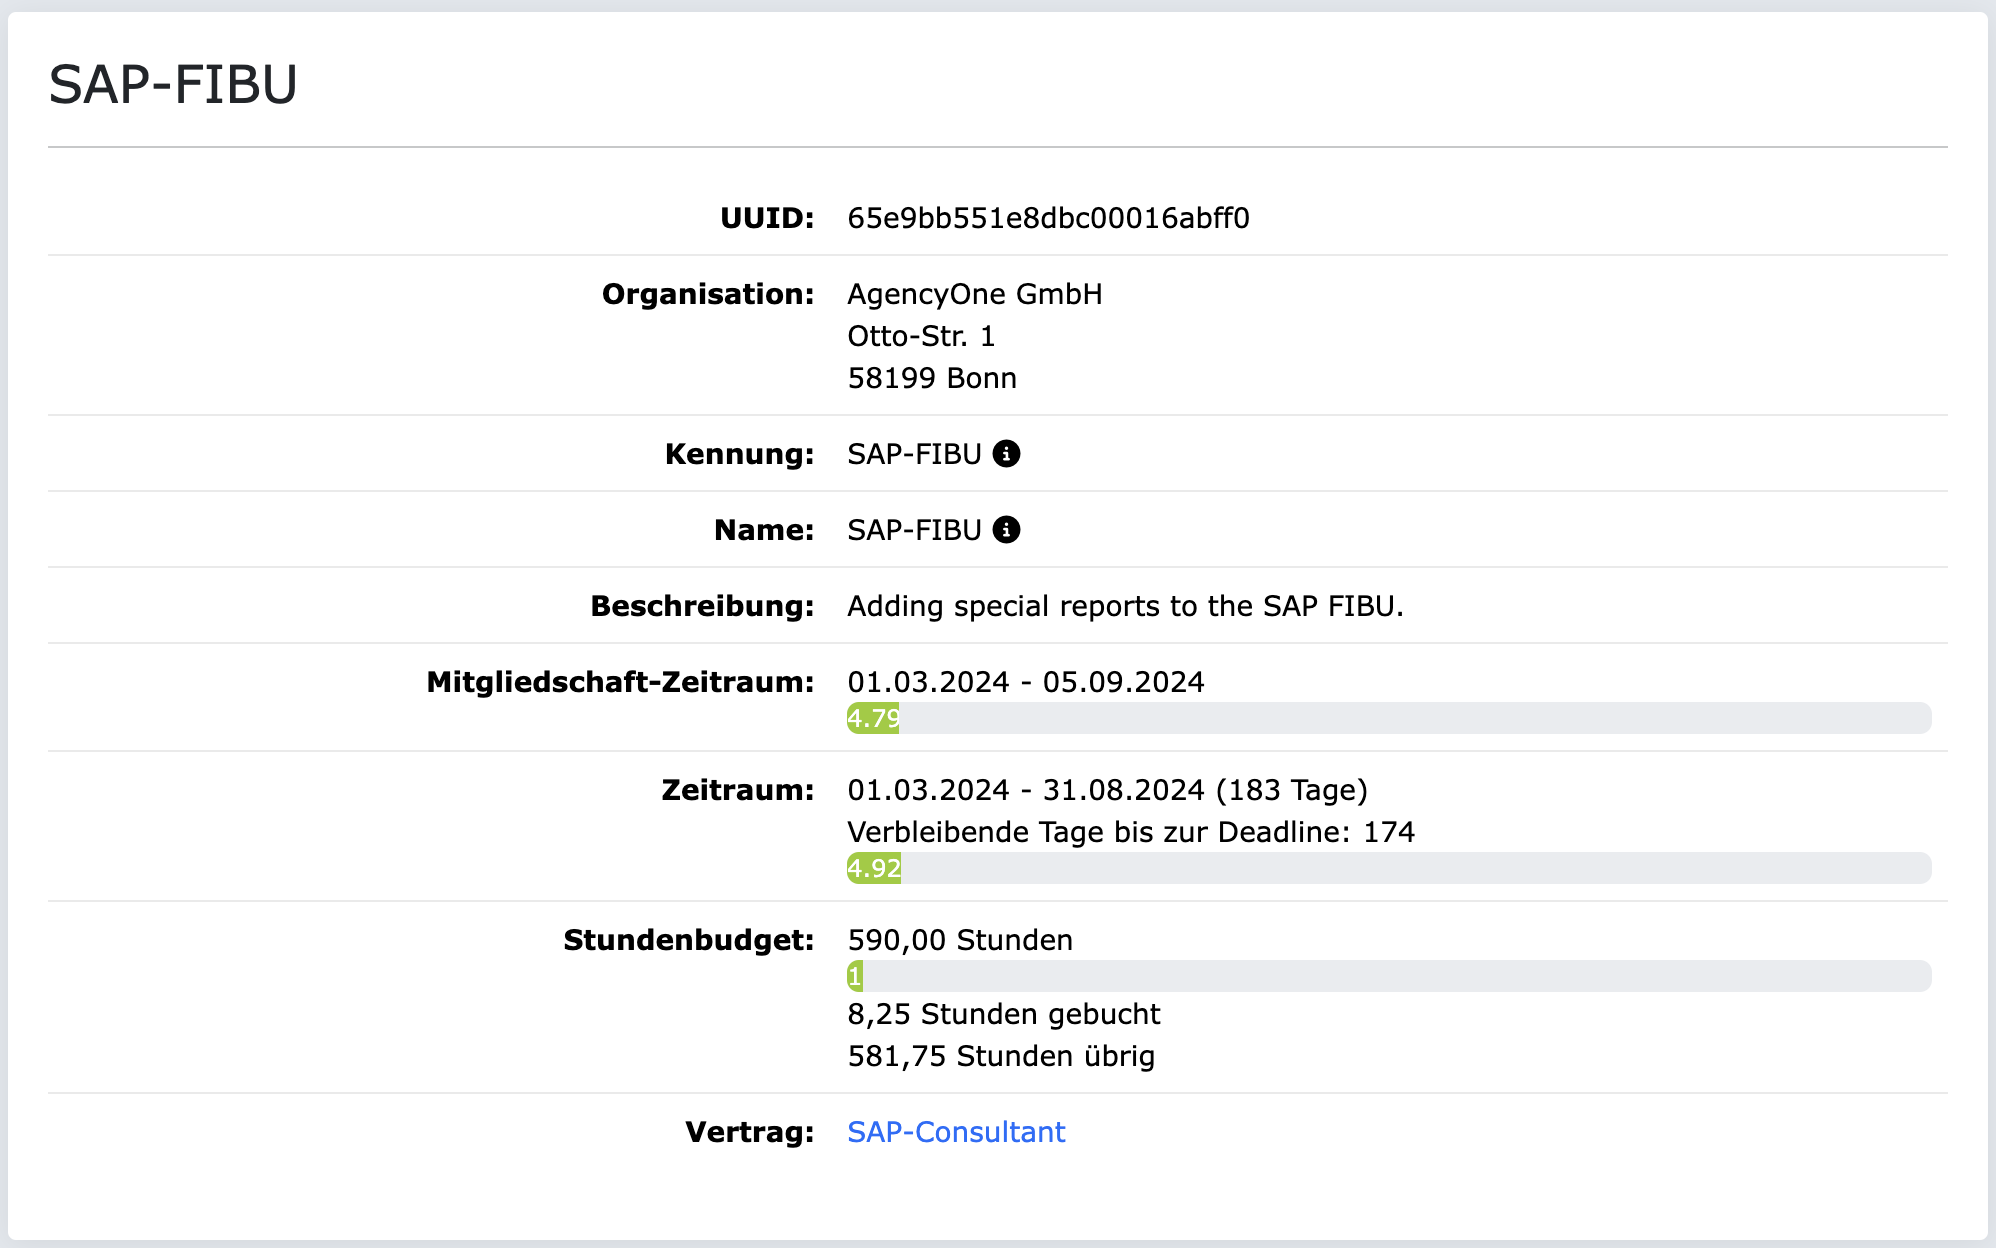 SAP-FIBU
UUID: 65e9bb551e8dbc00016abff0
Organisation: AgencyOne GmbH
Otto-Str. 1
58199 Bonn
Kennung: SAP-FIBU
Name: SAP-FIBU
Beschreibung: Adding special reports to the SAP FIBU.
Mitgliedschaft-Zeitraum: 01.03.2024 - 05.09.2024
4.79
Zeitraum: 01.03.2024 - 31.08.2024 (183 Tage)
Verbleibende Tage bis zur Deadline: 174
4.92
Stundenbudget: 590,00 Stunden
1
8,25 Stunden gebucht
581,75 Stunden übrig
Vertrag: SAP-Consultant